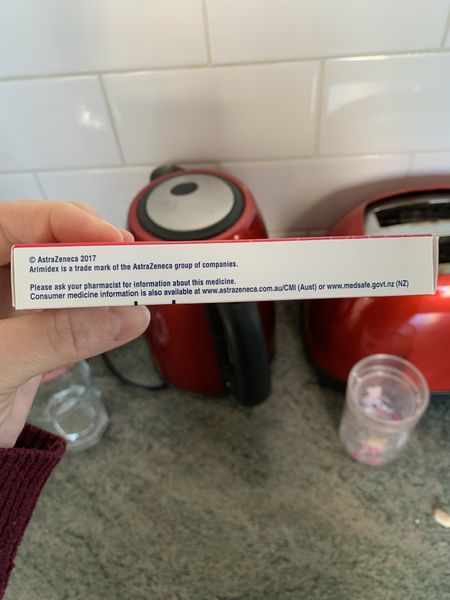 © AstraZeneca 2017
Arimidex is a trade mark of the AstraZeneca group of companies.
Please ask your pharmacist for information about this medicine.
Consumer medicine information is also available at www.astrazeneca.com.au/CMI (Aust) or www.medsafe.govt.nz (NZ)